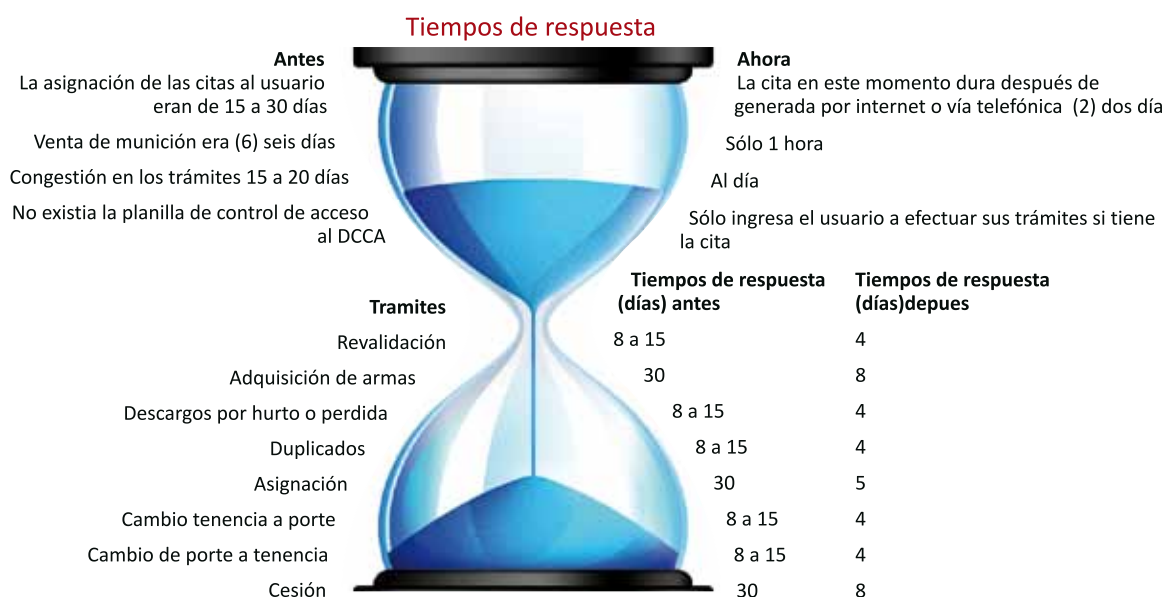 Tiempos de respuesta
Antes
La asignación de las citas al usuario
eran de 15 a 30 días
Venta de munición era (6) seis días
Congestión en los trámites 15 a 20 días
No existia la planilla de control de acceso
al DCCA
Ahora
La cita en este momento dura después de
generada por internet o vía telefónica (2) dos día
Sólo 1 hora
Al día
Sólo ingresa el usuario a efectuar sus trámites si tiene
la cita
Tramites
Tiempos de respuesta
(días) antes
Tiempos de respuesta
(días)depues
Revalidación 8 a 15 4
Adquisición de armas 30 8
Descargos por hurto o perdida 8 a 15 4
Duplicados 8 a 15 4
Asignación 30 5
Cambio tenencia a porte 8 a 15 4
Cambio de porte a tenencia 8 a 15 4
Cesión 30 8